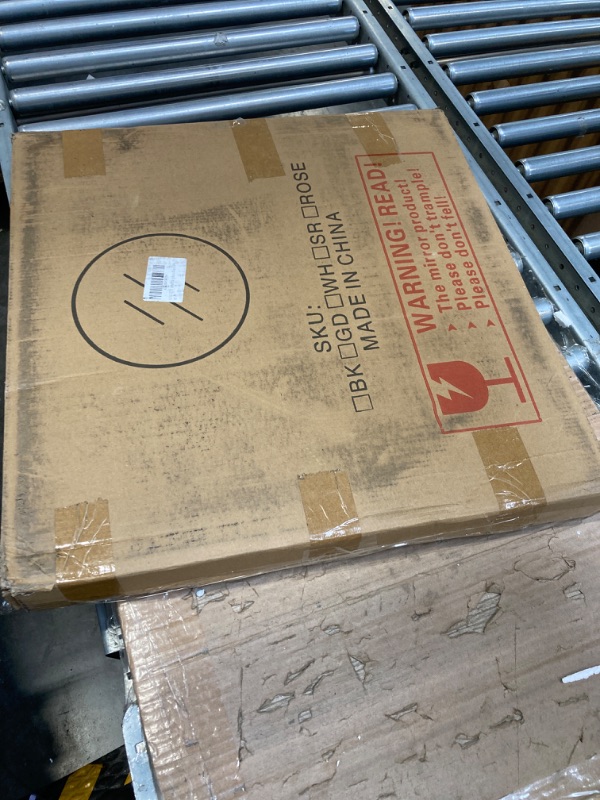 SKU:
□BK □GD □WH □SR □ROSE
MADE IN CHINA
WARNING! READ!
➤ The mirror product!
➤ Please don't trample!
➤ Please don't fell!